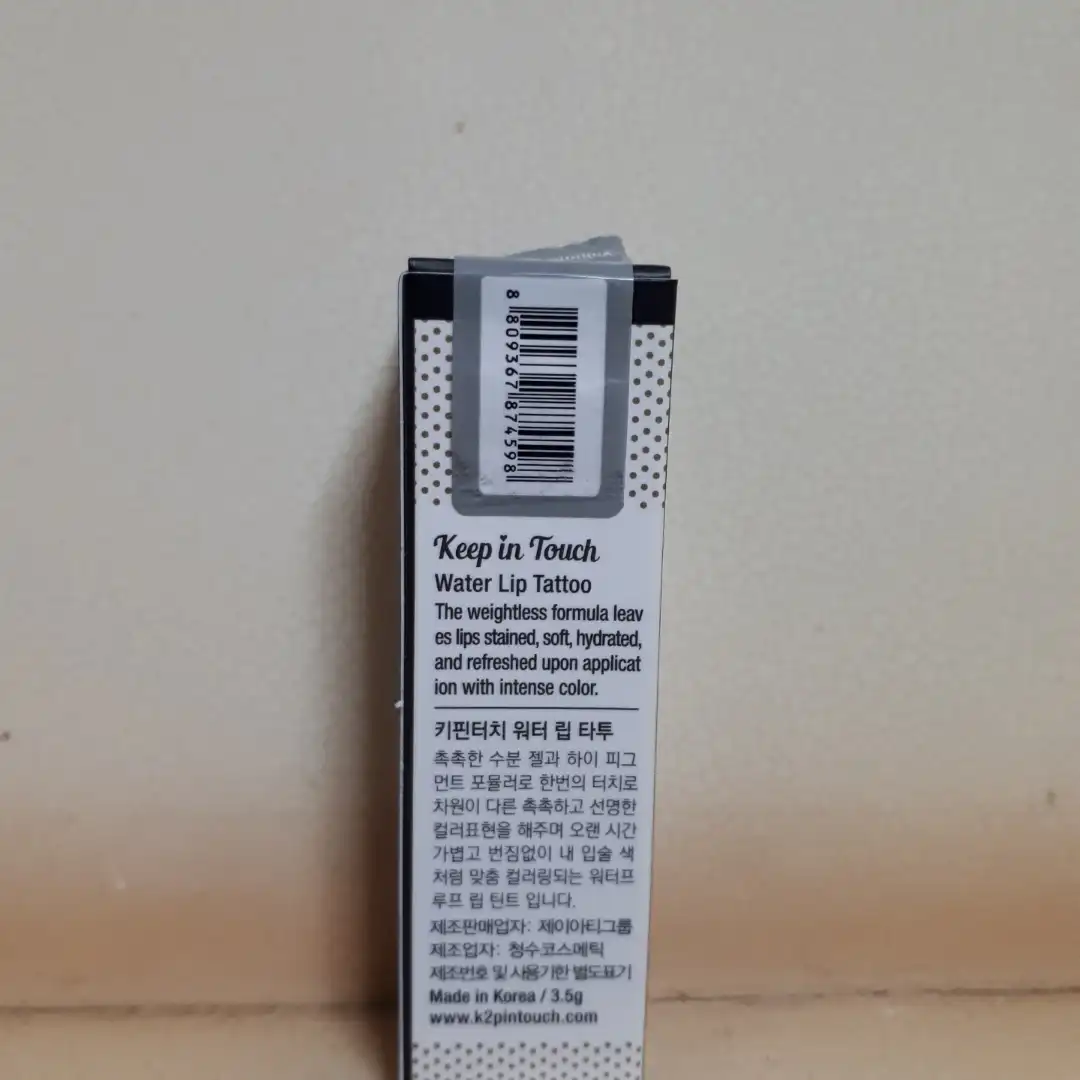 8 809367 874598
Keep in Touch
Water Lip Tattoo
The weightless formula leav
es lips stained, soft, hydrated,
and refreshed upon applicat
ion with intense color.
키핀터치 워터 립 타투
촉촉한 수분 젤과 하이 피그
먼트 포뮬러로 한번의 터치로
차원이 다른 촉촉하고 선명한
컬러표현을 해주며 오랜 시간
가볍고 번짐없이 내 입술 색
처럼 맞춤 컬러링되는 워터프
루프 립 틴트 입니다.
제조판매업자: 제이아티그룹
제조업자: 청수코스메틱
제조번호 및 사용기한 별도표기
Made in Korea / 3.5g
www.k2pintouch.com